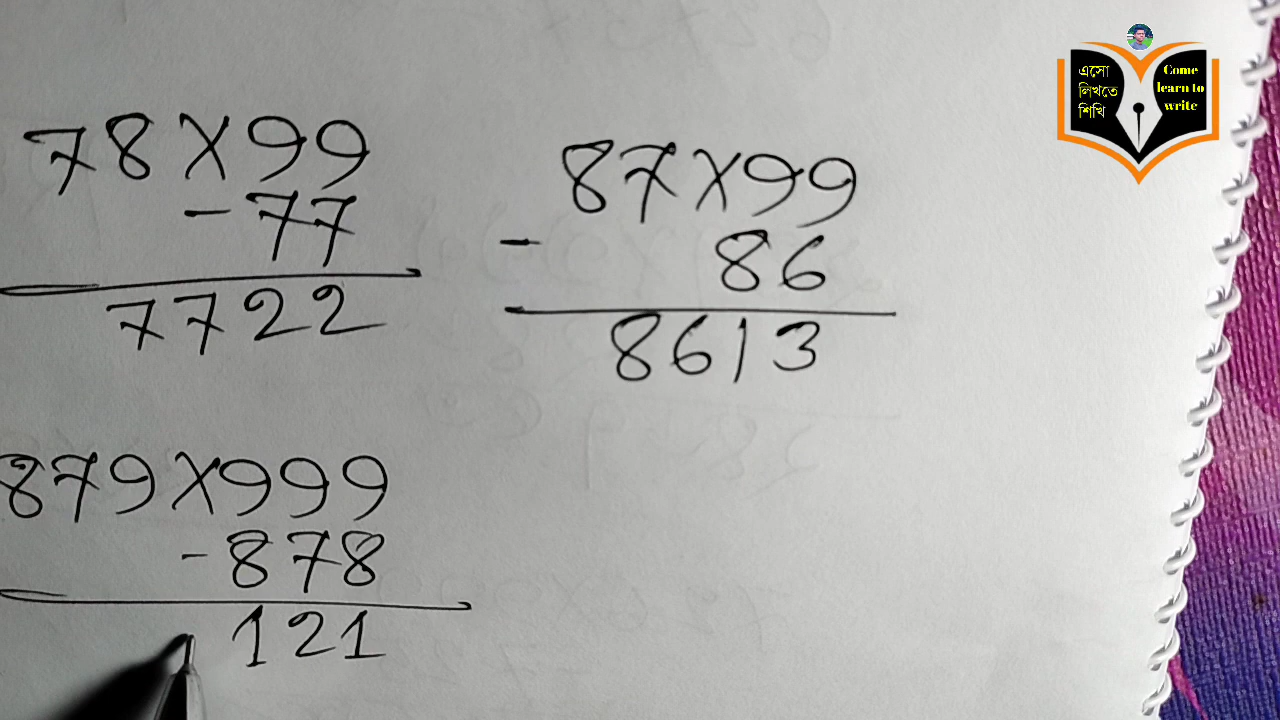 78X99
-77
7722
87X99
- 86
8613
879X999
-878
121
এসো
লিখতে
শিখি
Come
learn to
write